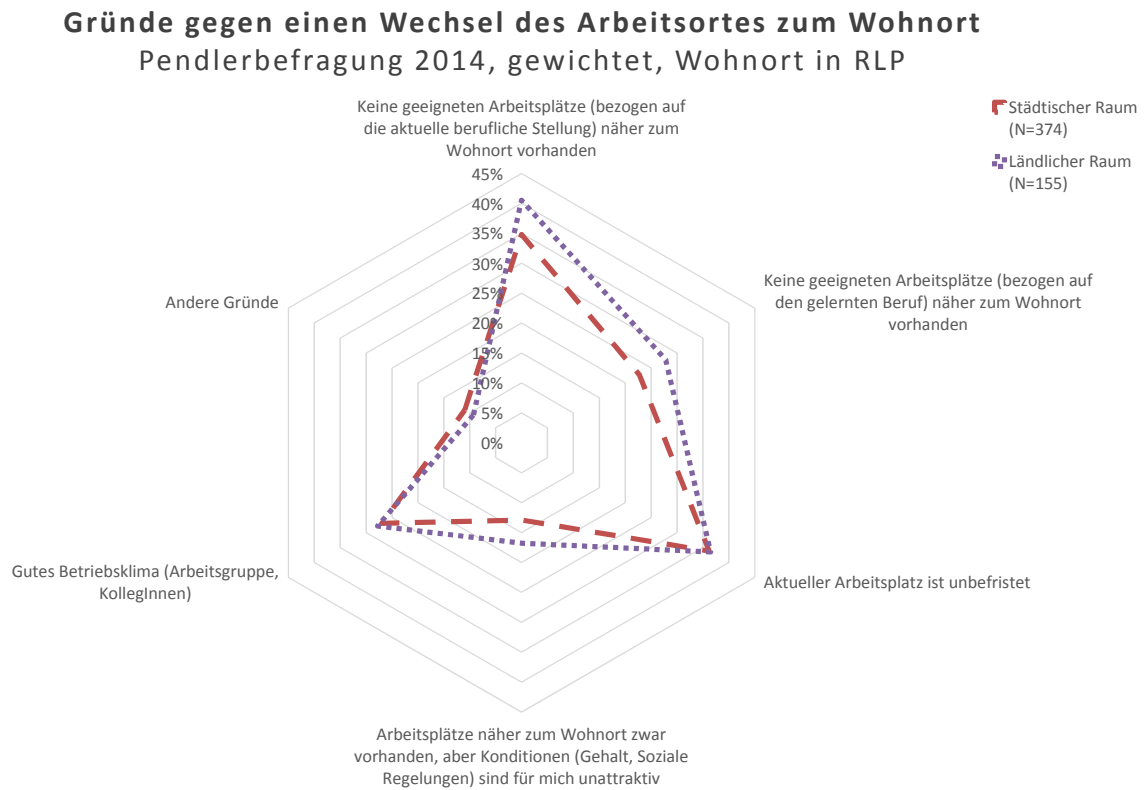 Gründe gegen einen Wechsel des Arbeitsortes zum Wohnort
Pendlerbefragung 2014, gewichtet, Wohnort in RLP
Keine geeigneten Arbeitsplätze (bezogen auf
die aktuelle berufliche Stellung) näher zum
Wohnort vorhanden
Städtischer Raum
(N=374)
Ländlicher Raum
(N=155)
45%
40%
35%
30%
25%
20%
15%
10%
5%
0%
Keine geeigneten Arbeitsplätze (bezogen auf
den gelernten Beruf) näher zum Wohnort
vorhanden
Aktueller Arbeitsplatz ist unbefristet
Arbeitsplätze näher zum Wohnort zwar
vorhanden, aber Konditionen (Gehalt, Soziale
Regelungen) sind für mich unattraktiv
Gutes Betriebsklima (Arbeitsgruppe,
KollegInnen)
Andere Gründe